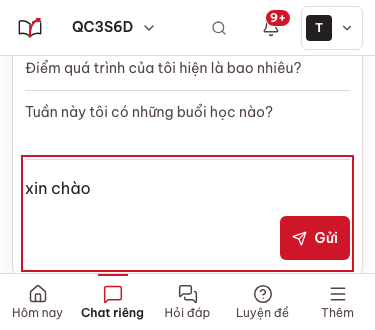 QC3S6D
9+
T
Điểm quá trình của tôi hiện là bao nhiêu?
Tuần này tôi có những buổi học nào?
xin chào
Gửi
Hôm nay
Chat riêng
Hỏi đáp
Luyện đề
Thêm